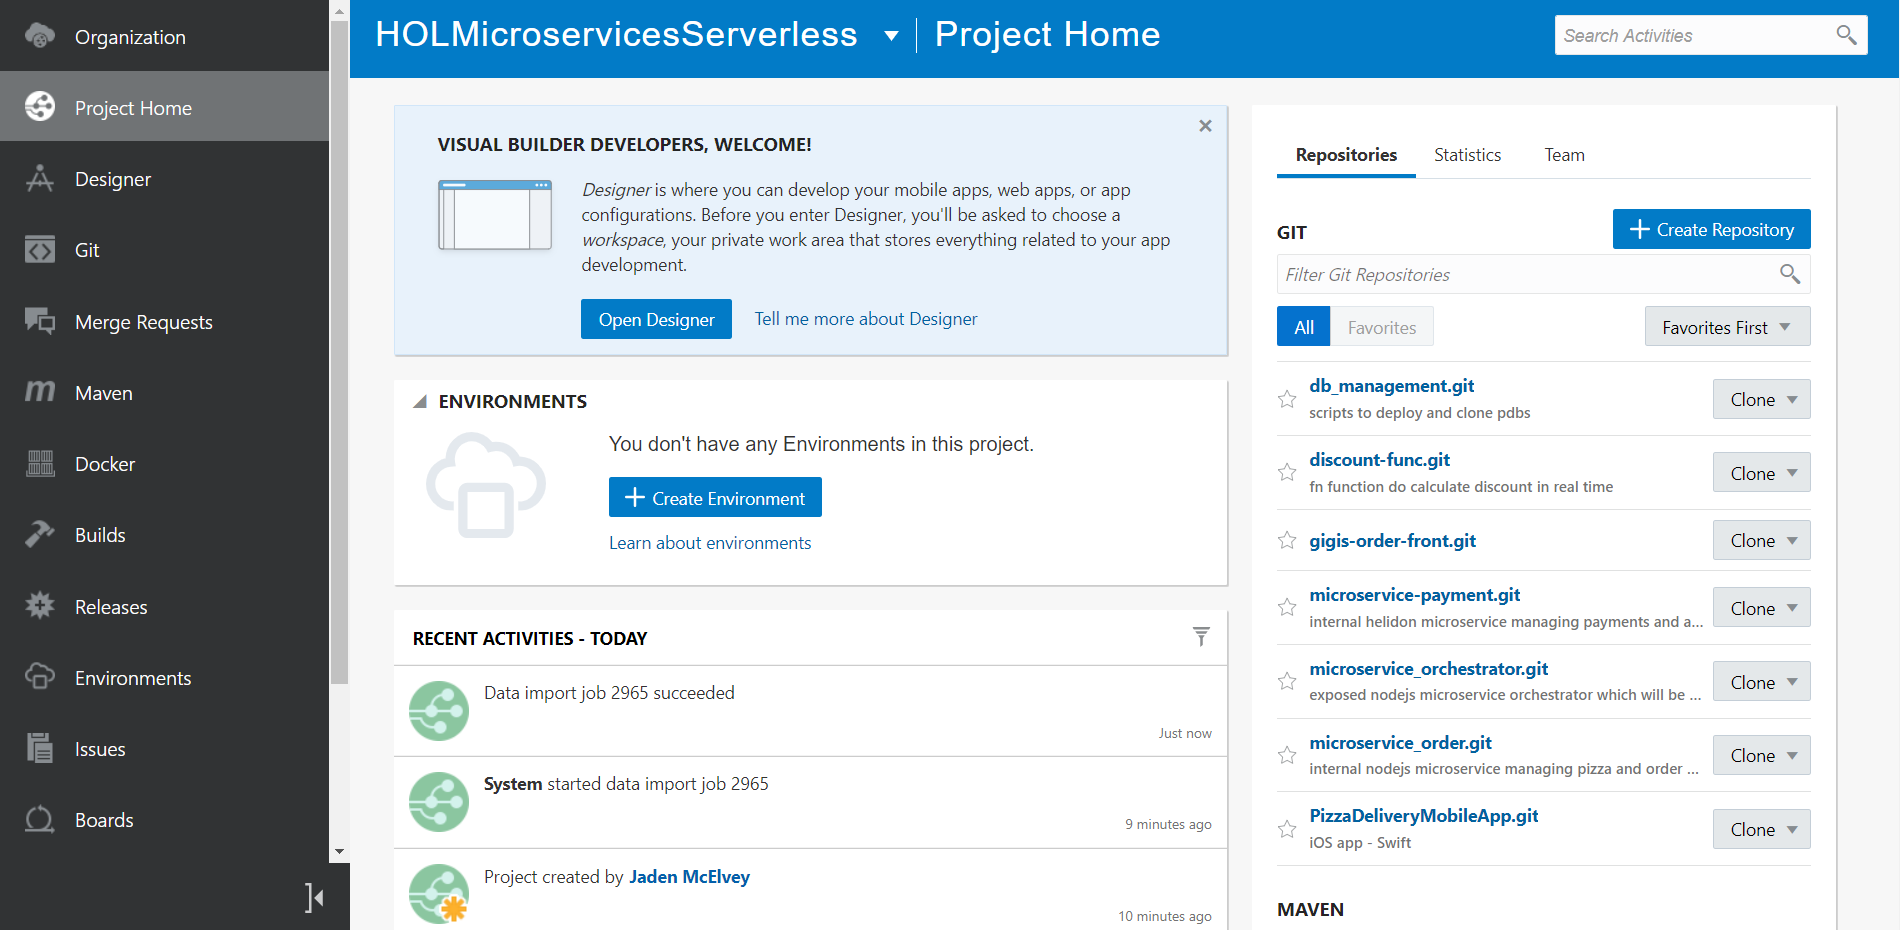 Organization
Project Home
Designer
Git
Merge Requests
Maven
Docker
Builds
Releases
Environments
Issues
Boards
HOLMicroservicesServerless
Project Home
Search Activities
VISUAL BUILDER DEVELOPERS, WELCOME!
Designer is where you can develop your mobile apps, web apps, or app
configurations. Before you enter Designer, you'll be asked to choose a
workspace, your private work area that stores everything related to your app
development.
Open Designer
Tell me more about Designer
ENVIRONMENTS
You don't have any Environments in this project.
Create Environment
Learn about environments
RECENT ACTIVITIES - TODAY
Data import job 2965 succeeded
Just now
System started data import job 2965
9 minutes ago
Project created by Jaden McElvey
10 minutes ago
Repositories
Statistics
Team
GIT
Create Repository
Filter Git Repositories
All
Favorites
Favorites First
db_management.git
scripts to deploy and clone pdbs
Clone
discount-func.git
fn function do calculate discount in real time
Clone
gigis-order-front.git
Clone
microservice-payment.git
internal helidon microservice managing payments and a...
Clone
microservice_orchestrator.git
exposed nodejs microservice orchestrator which will be ...
Clone
microservice_order.git
internal nodejs microservice managing pizza and order ...
Clone
PizzaDeliveryMobileApp.git
iOS app - Swift
Clone
MAVEN